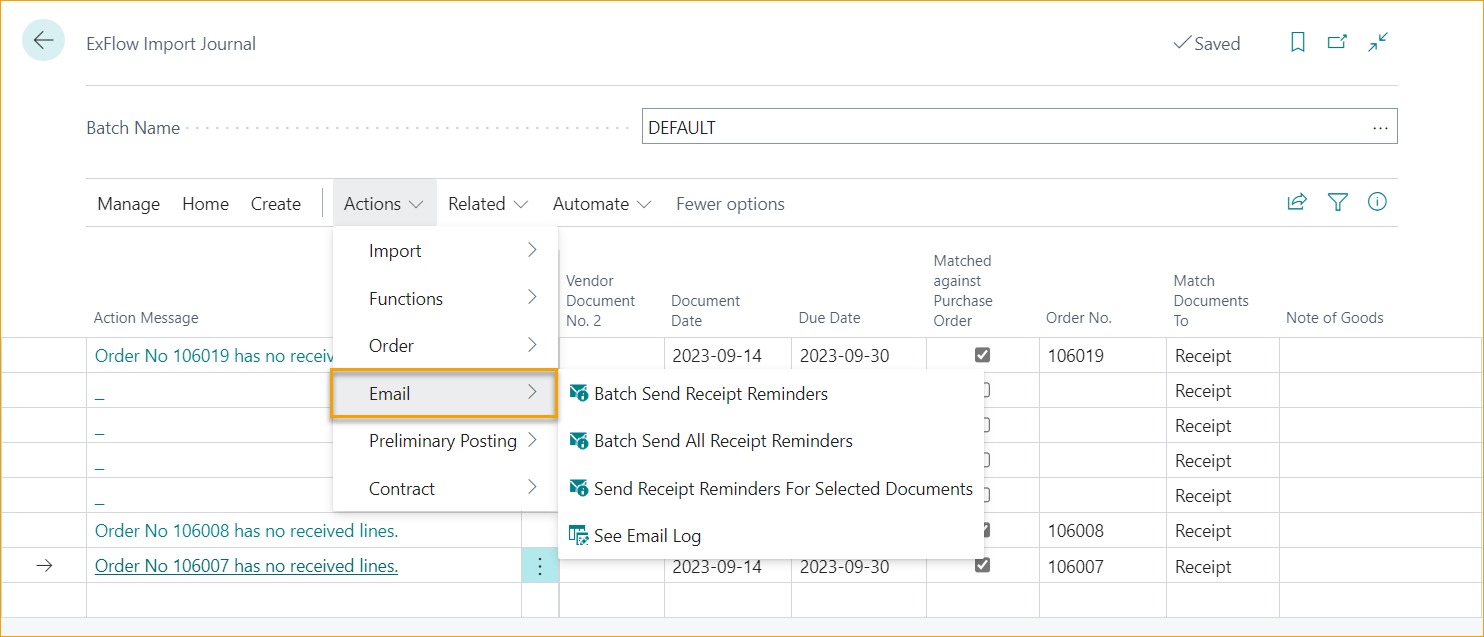 ExFlow Import Journal
Saved
Batch Name
DEFAULT
Manage Home Create Actions Related Automate Fewer options
Import
Functions
Order
Email
Preliminary Posting
Contract
Batch Send Receipt Reminders
Batch Send All Receipt Reminders
Send Receipt Reminders For Selected Documents
See Email Log
Action Message
Vendor
Document
No. 2
Document
Date
Due Date
Matched
against
Purchase
Order
Order No.
Match
Documents
To
Note of Goods
Order No 106019 has no 2023-09-14 2023-09-30 106019 Receipt
_ Receipt
_ Receipt
_ Receipt
_ Receipt
Order No 106008 has no received lines. 106008 Receipt
Order No 106007 has no received lines. 2023-09-14 2023-09-30 106007 Receipt